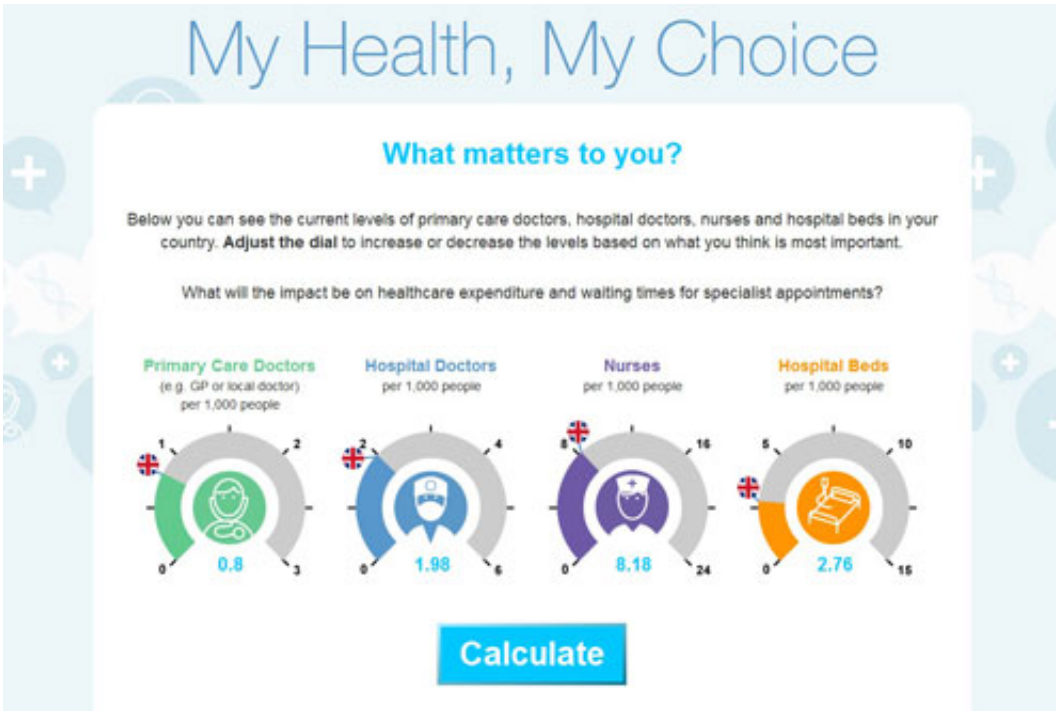 My Health, My Choice
What matters to you?
Below you can see the current levels of primary care doctors, hospital doctors, nurses and hospital beds in your
country. Adjust the dial to increase or decrease the levels based on what you think is most important.
What will the impact be on healthcare expenditure and waiting times for specialist appointments?
Primary Care Doctors
(e.g. GP or local doctor)
per 1,000 people
0
1
2
3
0.8
Hospital Doctors
per 1,000 people
0
2
4
6
1.98
Nurses
per 1,000 people
0
8
16
24
8.18
Hospital Beds
per 1,000 people
0
5
10
15
2.76
Calculate